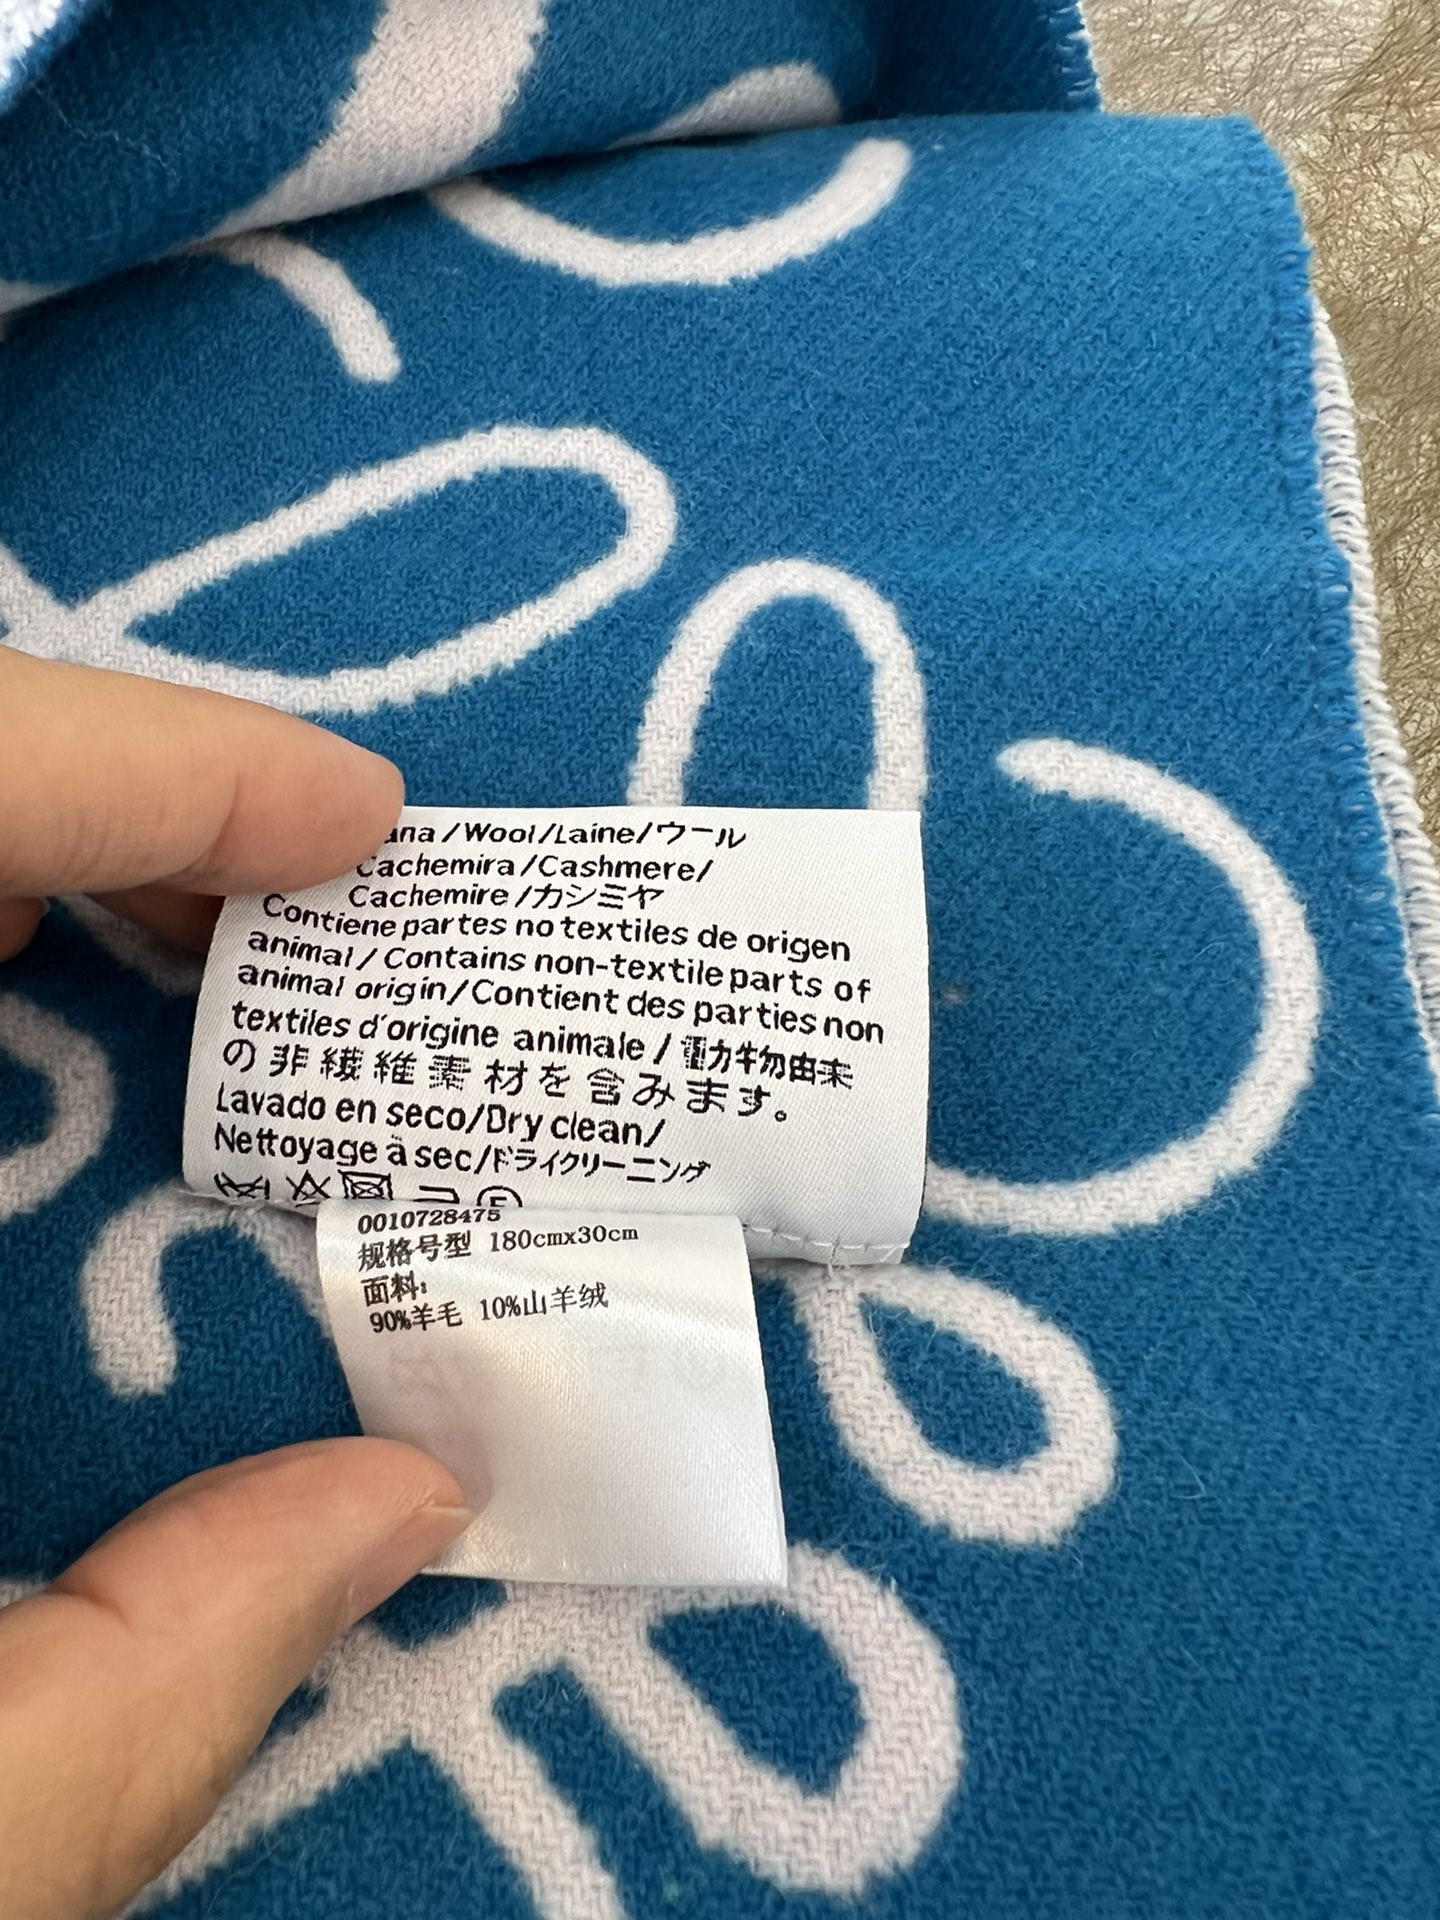 /Wool/Laine/ウール
Cachemira/Cashmere/
Cachemire/カシミヤ
Contiene partes no textiles de origen
animal/Contains non-textile parts of
animal origin/Contient des parties non
textiles d'origine animale/動物由来
の非繊維素材を含みます。
Lavado en seco/Dry clean/
Nettoyage à sec/ドライクリーニング
0010728475
规格号型 180cmx30cm
面料:
90%羊毛 10%山羊绒